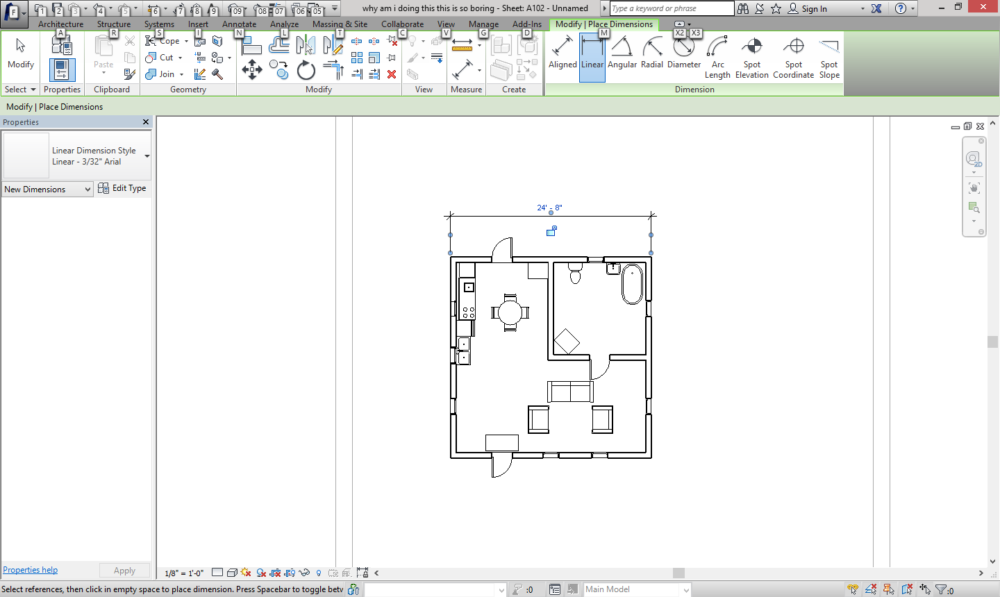 1 2 3 4 5 6 09 7 8 9 08 07 06 05
why am i doing this this is so boring - Sheet: A102 - Unnamed
Type a keyword or phrase
Sign In
F
Architecture Structure Systems Insert Annotate Analyze Massing & Site Collaborate View Manage Add-Ins Modify | Place Dimensions
A R S I N L T C V G D M X2 X3
Cope
Modify
Paste
Cut
Join
Aligned Linear Angular Radial Diameter Arc Length Spot Elevation Spot Coordinate Spot Slope
Select Properties Clipboard Geometry Modify View Measure Create Dimension
Modify | Place Dimensions
Properties
Linear Dimension Style
Linear - 3/32" Arial
New Dimensions
Edit Type
2D
24' - 8"
Properties help
Apply
1/8" = 1'-0"
Select references, then click in empty space to place dimension. Press Spacebar to toggle betw
:0
Main Model
:0